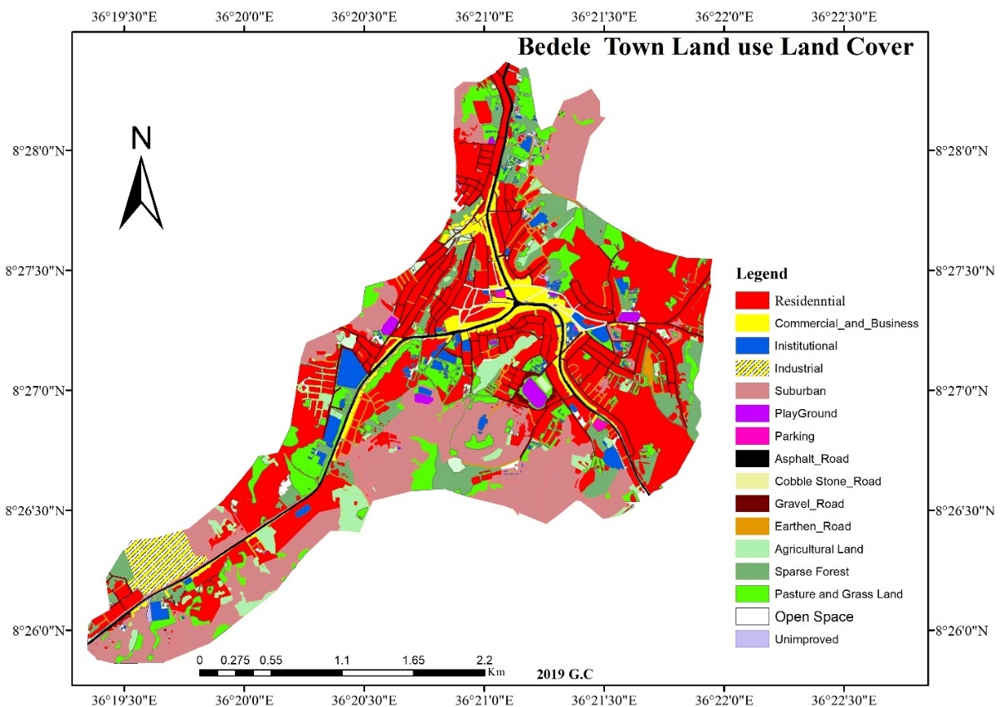 36°19'30"E 36°20'0"E 36°20'30"E 36°21'0"E 36°21'30"E 36°22'0"E 36°22'30"E
Bedele Town Land use Land Cover
N
8°28'0"N 8°28'0"N
8°27'30"N 8°27'30"N
8°27'0"N 8°27'0"N
8°26'30"N 8°26'30"N
8°26'0"N 8°26'0"N
Legend
Residenntial
Commercial_and_Business
Inistitutional
Industrial
Suburban
PlayGround
Parking
Asphalt_Road
Cobble Stone_Road
Gravel_Road
Earthen_Road
Agricultural Land
Sparse Forest
Pasture and Grass Land
Open Space
Unimproved
0 0.275 0.55 1.1 1.65 2.2
Km
2019 G.C
36°19'30"E 36°20'0"E 36°20'30"E 36°21'0"E 36°21'30"E 36°22'0"E 36°22'30"E